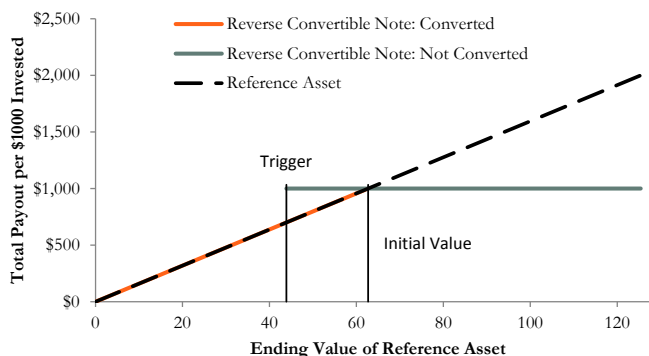 $2,500
$2,000
$1,500
$1,000
$500
$0
Total Payout per $1000 Invested
Reverse Convertible Note: Converted
Reverse Convertible Note: Not Converted
Reference Asset
Trigger
Initial Value
0 20 40 60 80 100 120
Ending Value of Reference Asset